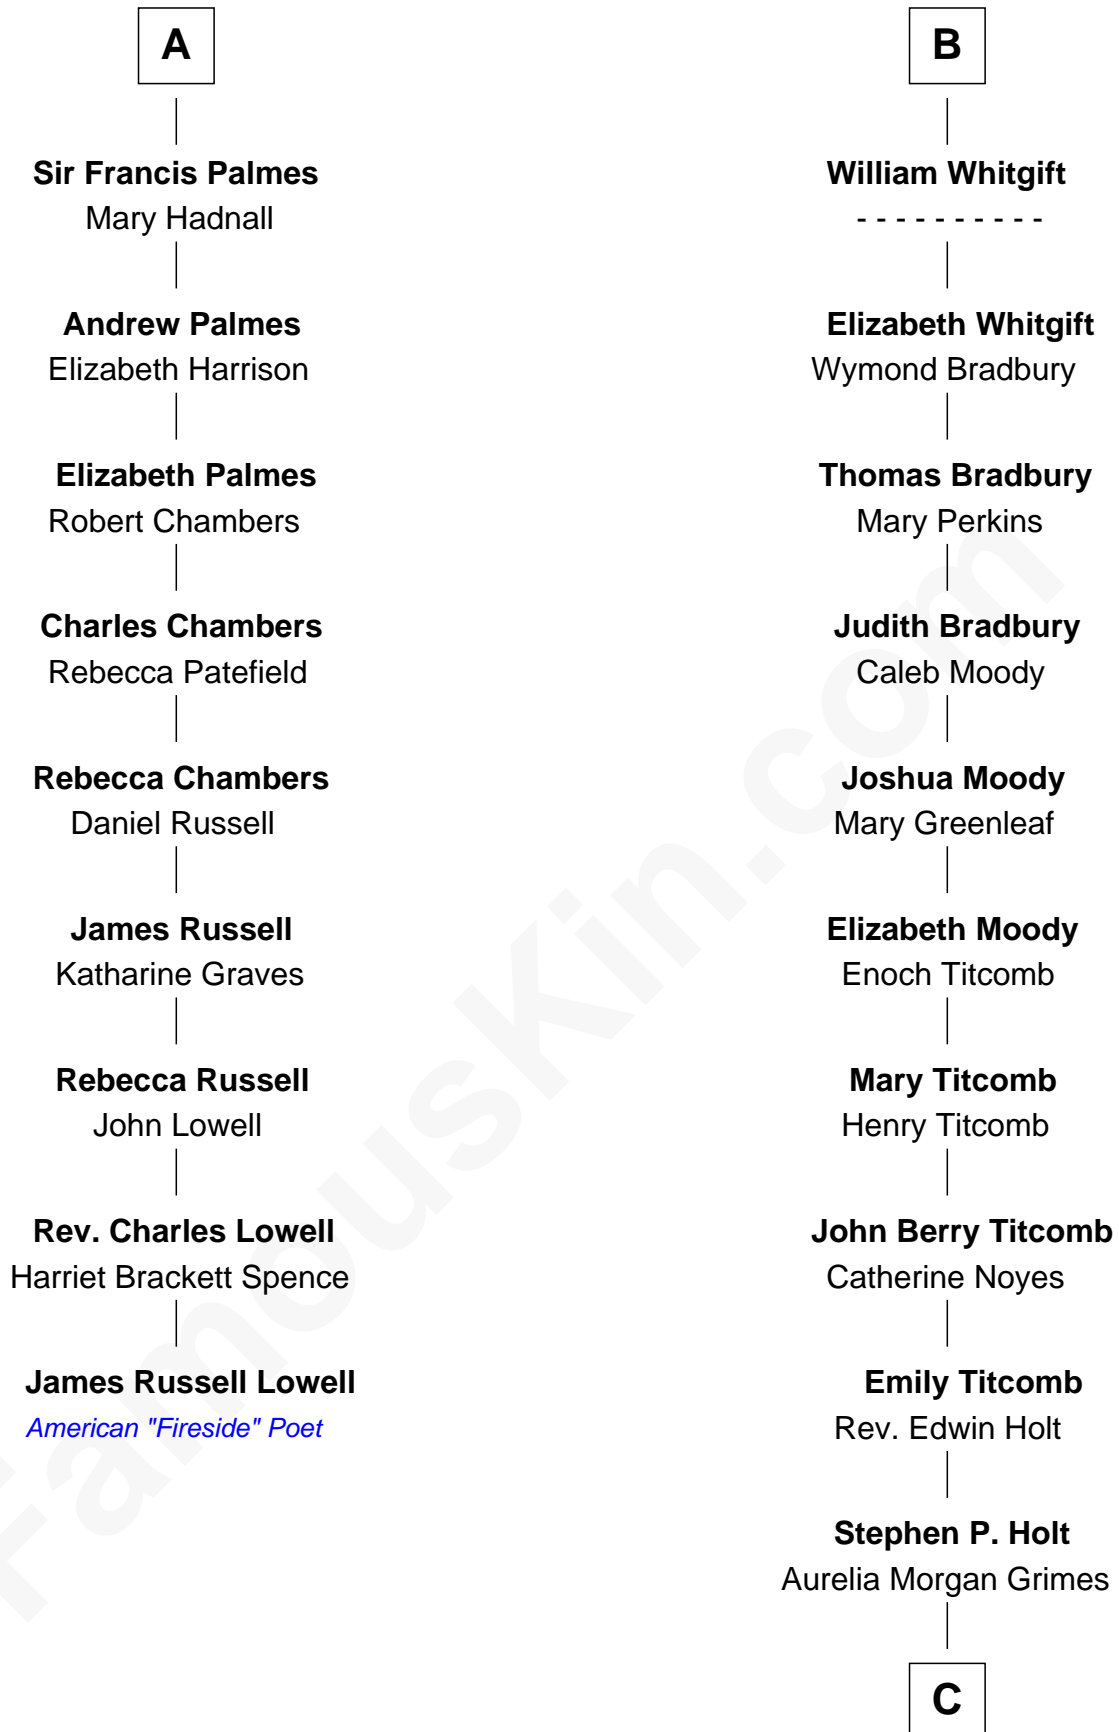 A
Sir Francis Palmes
Mary Hadnall
Andrew Palmes
Elizabeth Harrison
Elizabeth Palmes
Robert Chambers
Charles Chambers
Rebecca Patefield
Rebecca Chambers
Daniel Russell
James Russell
Katharine Graves
Rebecca Russell
John Lowell
Rev. Charles Lowell
Harriet Brackett Spence
James Russell Lowell
American "Fireside" Poet
B
William Whitgift
- - - - - - - - - -
Elizabeth Whitgift
Wymond Bradbury
Thomas Bradbury
Mary Perkins
Judith Bradbury
Caleb Moody
Joshua Moody
Mary Greenleaf
Elizabeth Moody
Enoch Titcomb
Mary Titcomb
Henry Titcomb
John Berry Titcomb
Catherine Noyes
Emily Titcomb
Rev. Edwin Holt
Stephen P. Holt
Aurelia Morgan Grimes
C
FamousKin.com